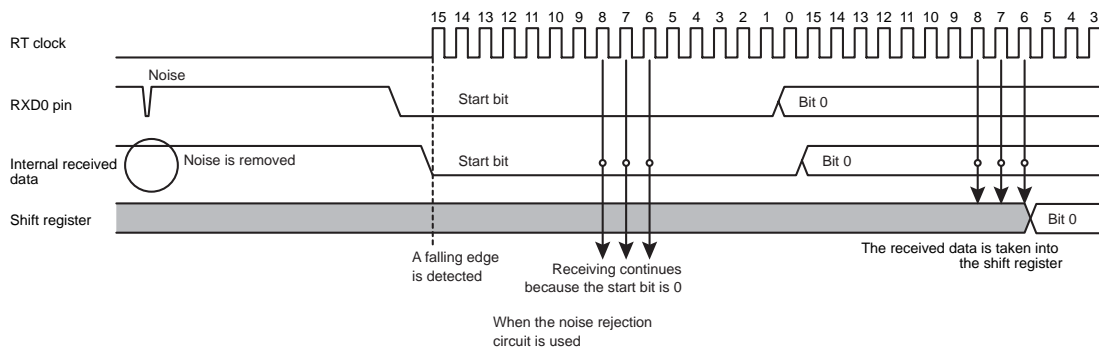 15 14 13 12 11 10 9 8 7 6 5 4 3 2 1 0 15 14 13 12 11 10 9 8 7 6 5 4 3
RT clock
Noise
RXD0 pin
Start bit
Bit 0
Internal received
data
Noise is removed
Start bit
Bit 0
Shift register
Bit 0
A falling edge
is detected
Receiving continues
because the start bit is 0
The received data is taken into
the shift register
When the noise rejection
circuit is used